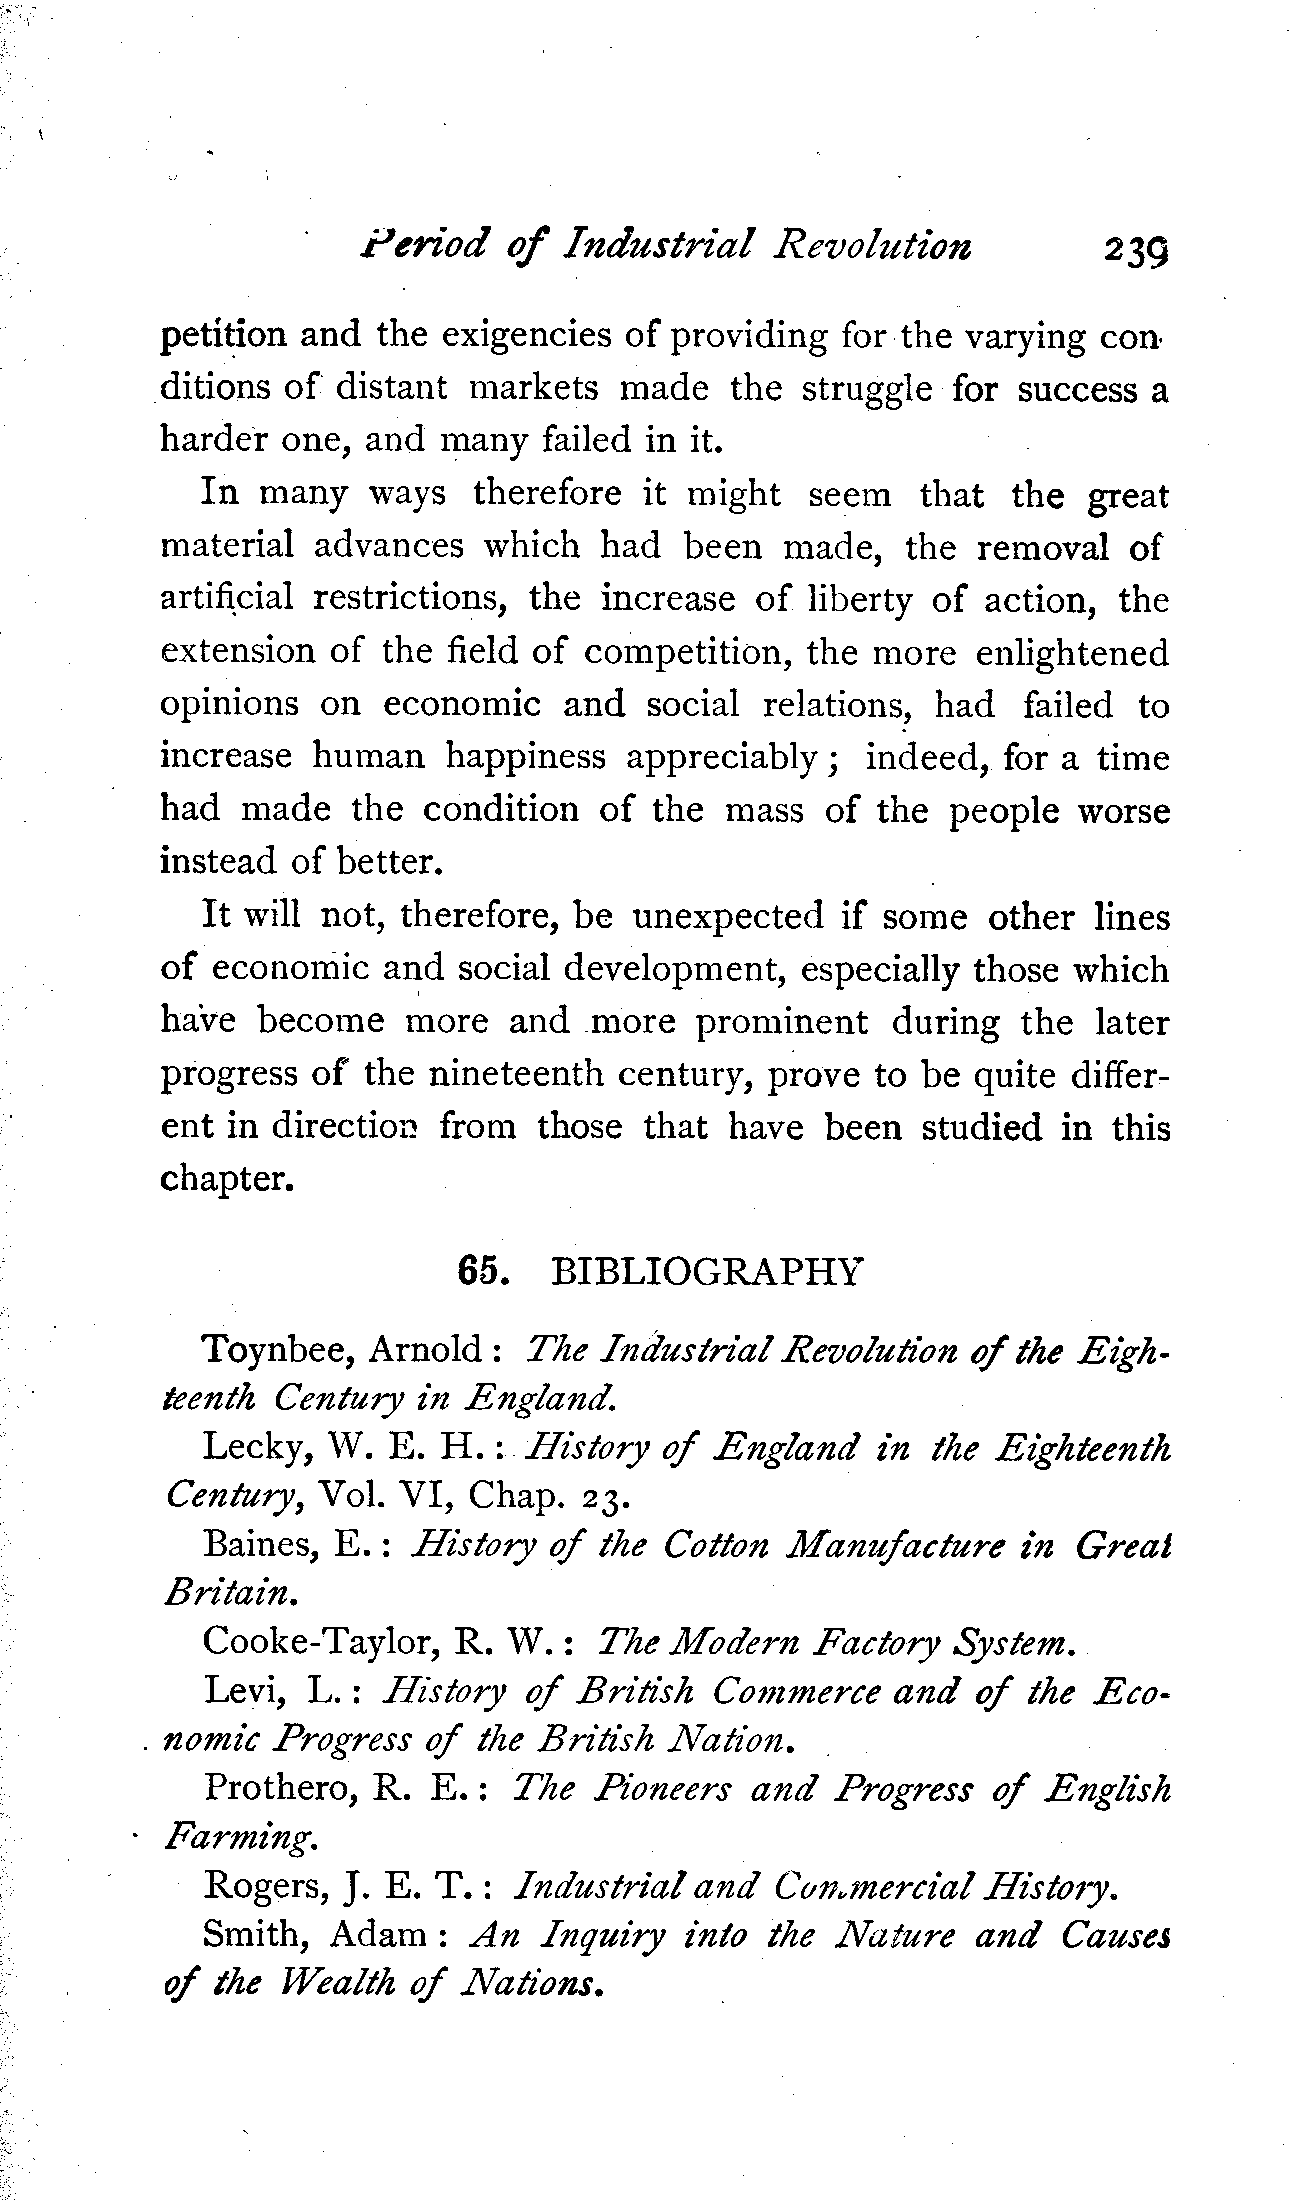 Period of Industrial Revolution 239
petition and the exigencies of providing for the varying con-
ditions of distant markets made the struggle for success a
harder one, and many failed in it.
In many ways therefore it might seem that the great
material advances which had been made, the removal of
artificial restrictions, the increase of liberty of action, the
extension of the field of competition, the more enlightened
opinions on economic and social relations, had failed to
increase human happiness appreciably; indeed, for a time
had made the condition of the mass of the people worse
instead of better.
It will not, therefore, be unexpected if some other lines
of economic and social development, especially those which
have become more and more prominent during the later
progress of the nineteenth century, prove to be quite differ-
ent in direction from those that have been studied in this
chapter.
65. BIBLIOGRAPHY
Toynbee, Arnold: The Industrial Revolution of the Eigh-
teenth Century in England.
Lecky, W. E. H.: History of England in the Eighteenth
Century, Vol. VI, Chap. 23.
Baines, E.: History of the Cotton Manufacture in Great
Britain.
Cooke-Taylor, R. W.: The Modern Factory System.
Levi, L.: History of British Commerce and of the Eco-
nomic Progress of the British Nation.
Prothero, R. E.: The Pioneers and Progress of English
Farming.
Rogers, J. E. T.: Industrial and Commercial History.
Smith, Adam: An Inquiry into the Nature and Causes
of the Wealth of Nations.